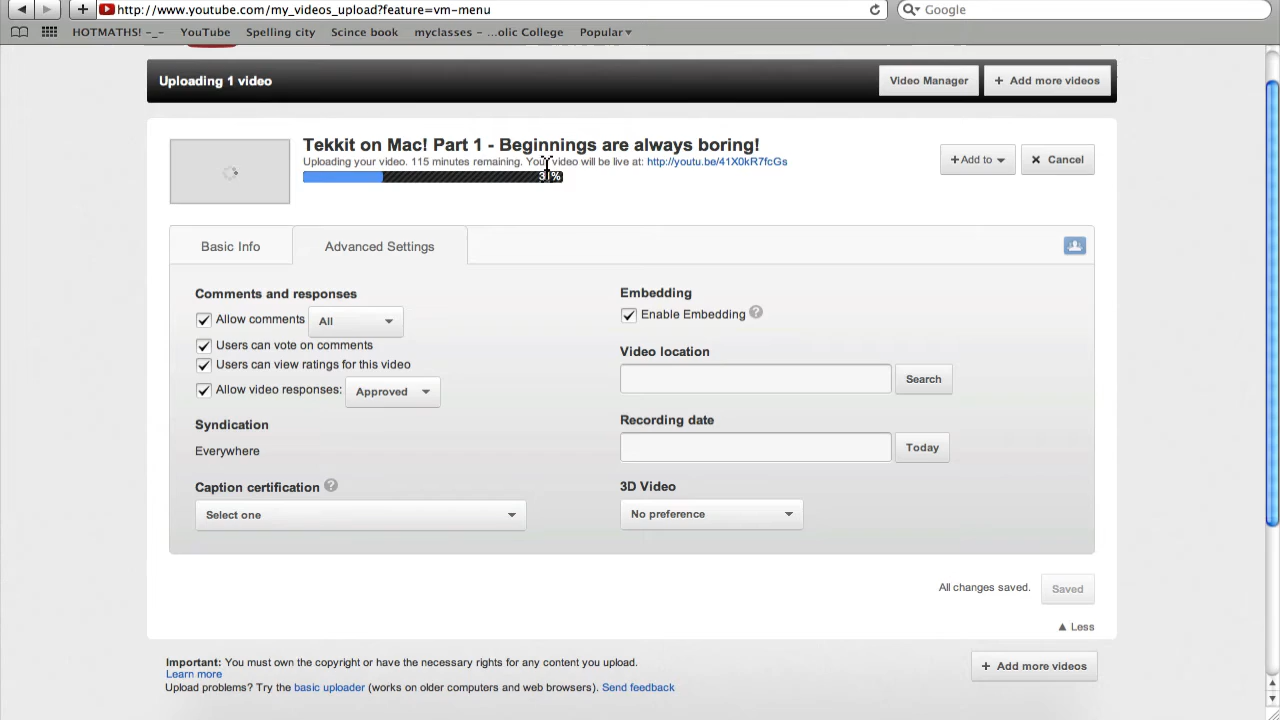 http://www.youtube.com/my_videos_upload?feature=vm-menu
Google
HOTMATHS! -_- YouTube Spelling city Scince book myclasses - ...olic College Popular
Uploading 1 video
Video Manager
+ Add more videos
Tekkit on Mac! Part 1 - Beginnings are always boring!
Uploading your video. 115 minutes remaining. Your video will be live at: http://youtu.be/41X0kR7fcGs
+Add to
Cancel
Basic Info
Advanced Settings
Comments and responses
Allow comments All
Users can vote on comments
Users can view ratings for this video
Allow video responses: Approved
Syndication
Everywhere
Caption certification ?
Select one
Embedding
Enable Embedding ?
Video location
Search
Recording date
Today
3D Video
No preference
All changes saved. Saved
Less
Important: You must own the copyright or have the necessary rights for any content you upload.
Learn more
Upload problems? Try the basic uploader (works on older computers and web browsers). Send feedback
+ Add more videos